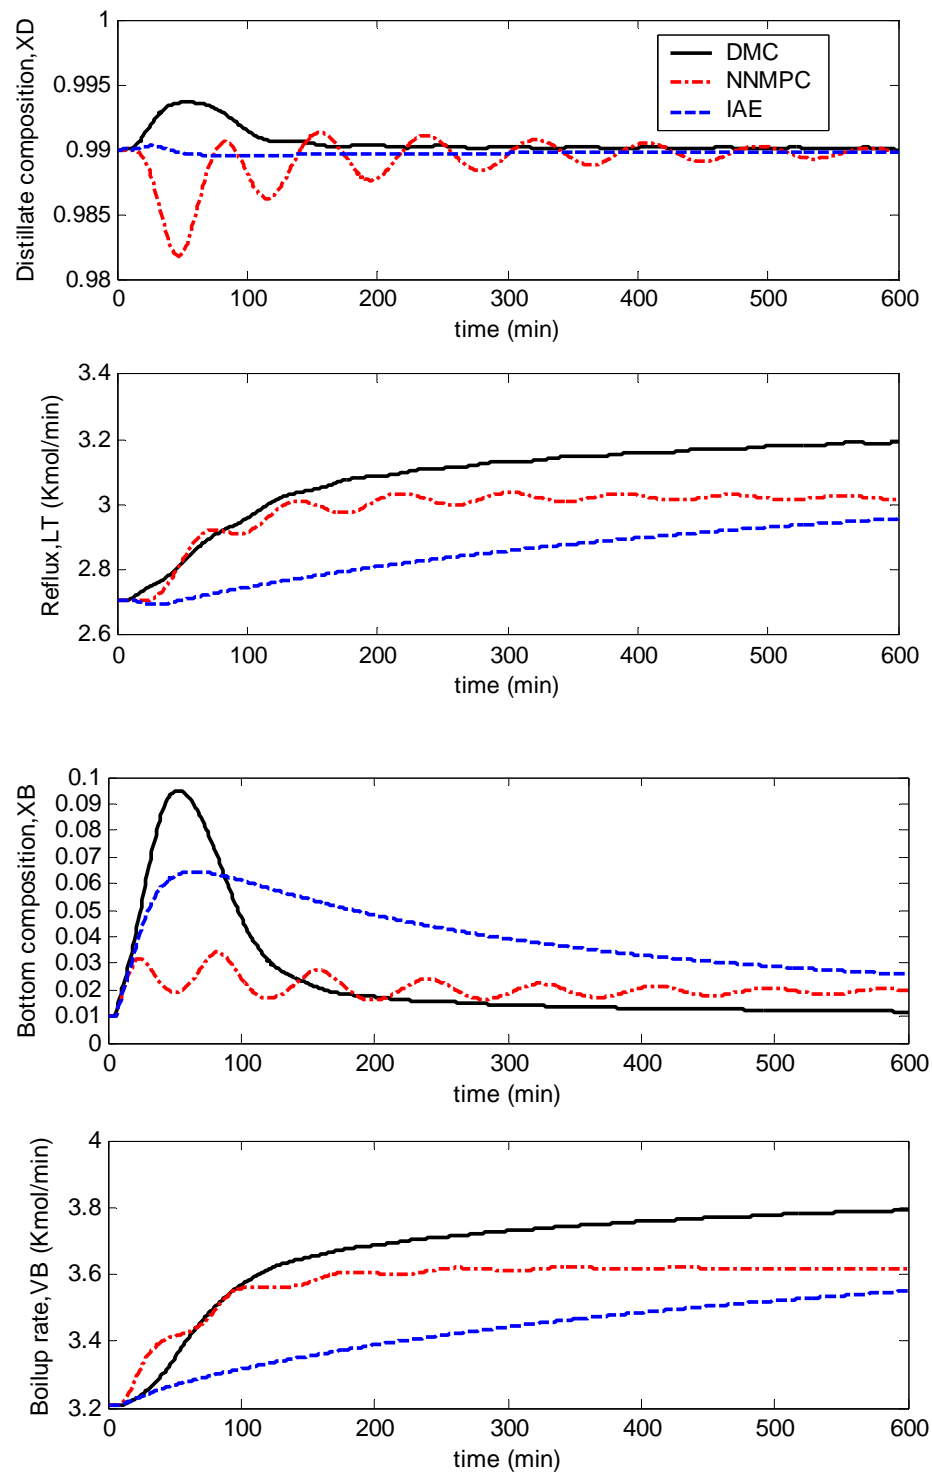 Distillate composition,XD
1
0.995
0.99
0.985
0.98
DMC
NNMPC
IAE
0 100 200 300 400 500 600
time (min)
Reflux,LT (Kmol/min)
3.4
3.2
3
2.8
2.6
0 100 200 300 400 500 600
time (min)
Bottom composition,XB
0.1
0.09
0.08
0.07
0.06
0.05
0.04
0.03
0.02
0.01
0
0 100 200 300 400 500 600
time (min)
Boilup rate,VB (Kmol/min)
4
3.8
3.6
3.4
3.2
0 100 200 300 400 500 600
time (min)